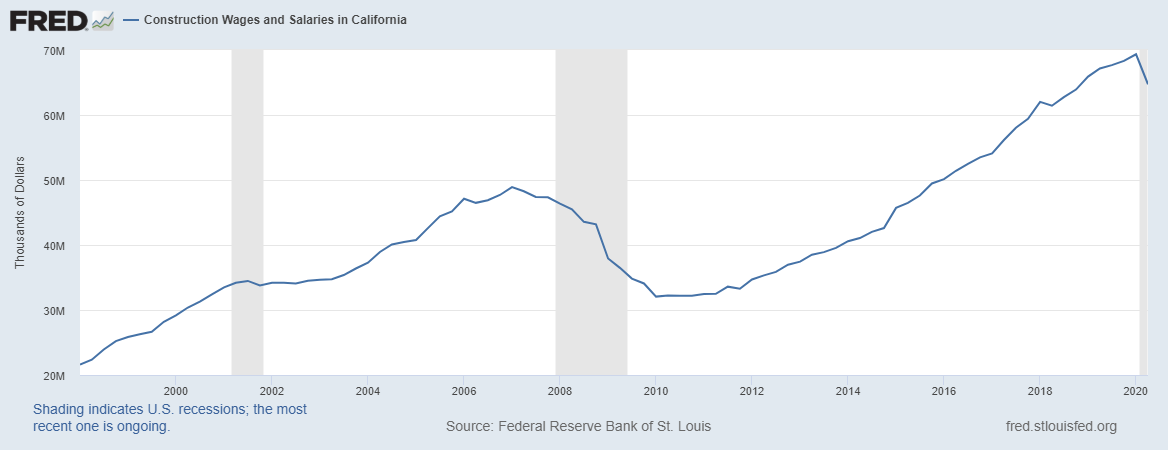 FRED
Construction Wages and Salaries in California
70M
60M
50M
40M
30M
20M
Thousands of Dollars
2000 2002 2004 2006 2008 2010 2012 2014 2016 2018 2020
Shading indicates U.S. recessions; the most
recent one is ongoing.
Source: Federal Reserve Bank of St. Louis
fred.stlouisfed.org